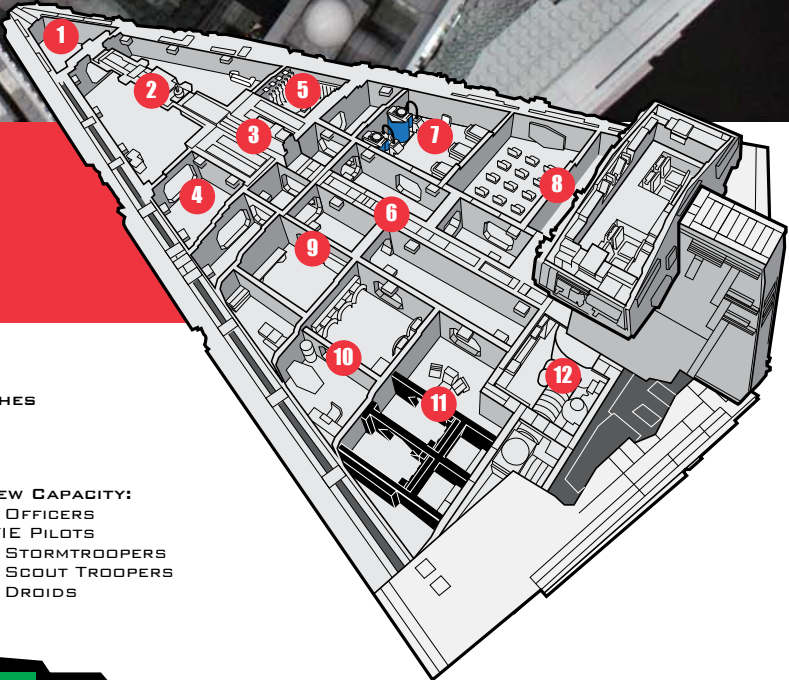 1
2
3
4
5
6
7
8
9
10
11
12
HES
EW CAPACITY:
OFFICERS
IE PILOTS
STORMTROOPERS
SCOUT TROOPERS
DROIDS